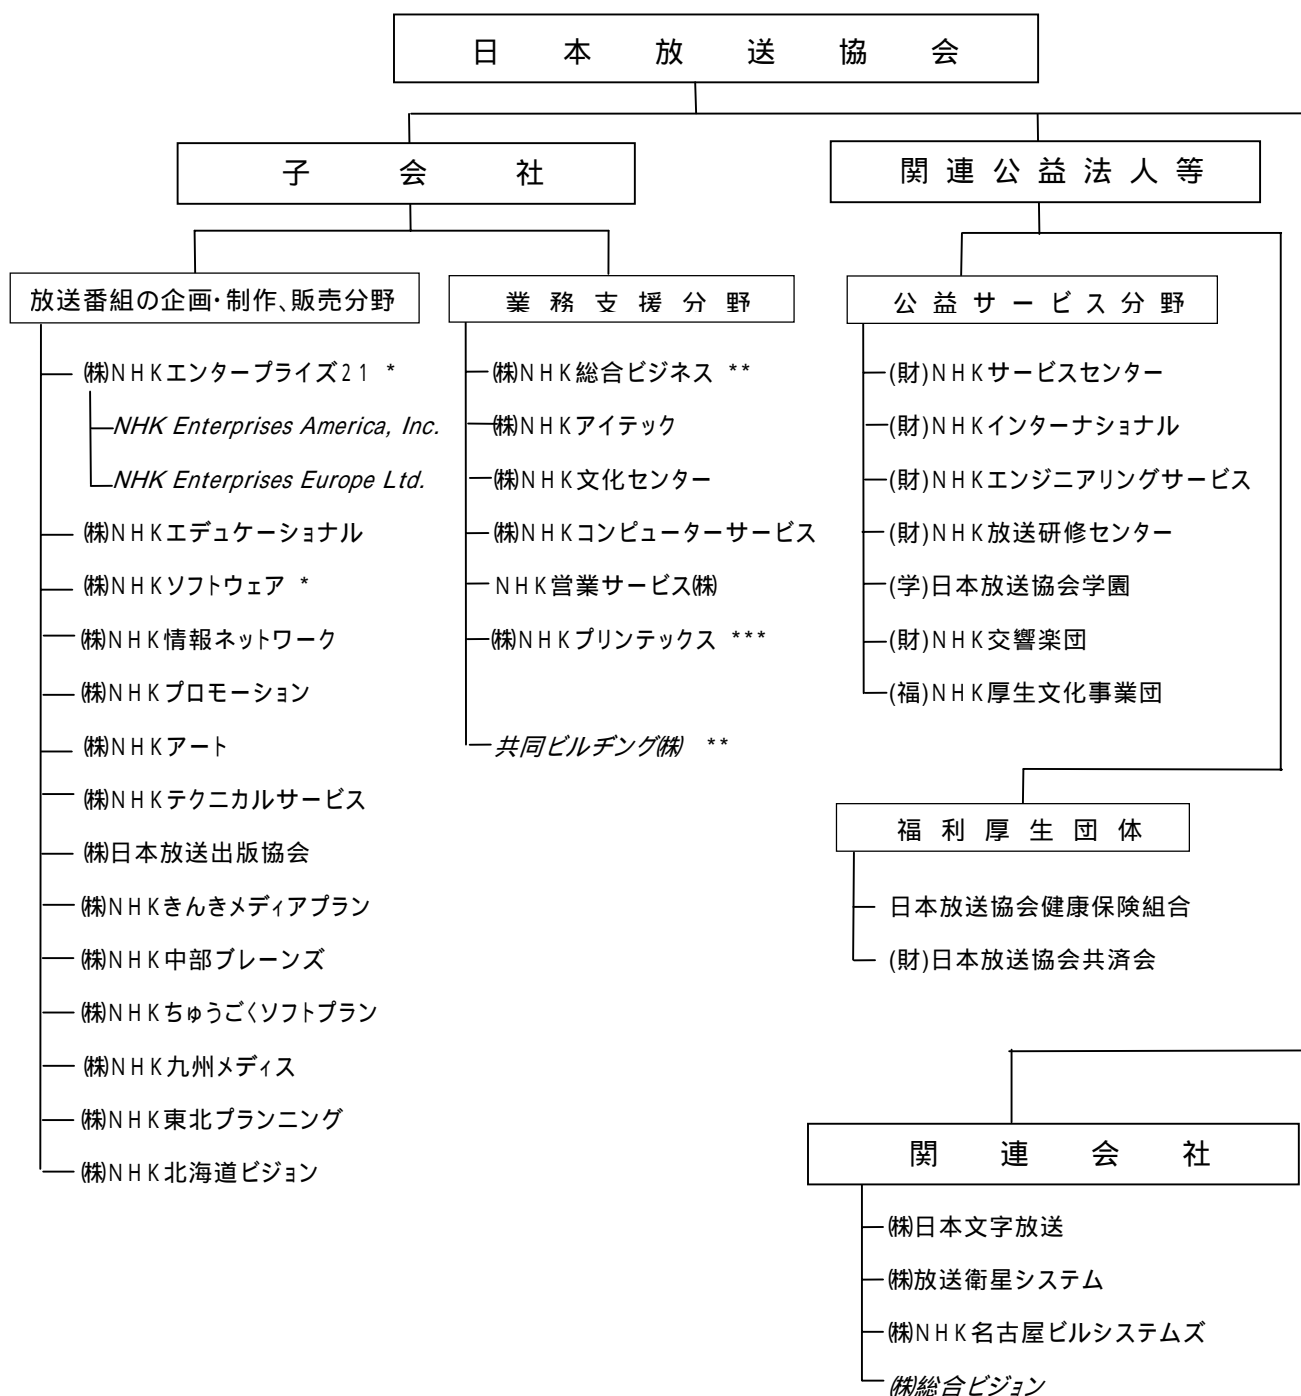 日本放送協会
子会社
関連公益法人等
放送番組の企画・制作、販売分野
㈱NHKエンタープライズ21 *
NHK Enterprises America, Inc.
NHK Enterprises Europe Ltd.
㈱NHKエデュケーショナル
㈱NHKソフトウェア *
㈱NHK情報ネットワーク
㈱NHKプロモーション
㈱NHKアート
㈱NHKテクニカルサービス
㈱日本放送出版協会
㈱NHKきんきメディアプラン
㈱NHK中部ブレーンズ
㈱NHKちゅうごくソフトプラン
㈱NHK九州メディス
㈱NHK東北プランニング
㈱NHK北海道ビジョン
業務支援分野
㈱NHK総合ビジネス **
㈱NHKアイテック
㈱NHK文化センター
㈱NHKコンピューターサービス
NHK営業サービス㈱
㈱NHKプリンテックス ***
共同ビルヂング㈱ **
公益サービス分野
(財)NHKサービスセンター
(財)NHKインターナショナル
(財)NHKエンジニアリングサービス
(財)NHK放送研修センター
(学)日本放送協会学園
(財)NHK交響楽団
(福)NHK厚生文化事業団
福利厚生団体
日本放送協会健康保険組合
(財)日本放送協会共済会
関連会社
㈱日本文字放送
㈱放送衛星システム
㈱NHK名古屋ビルシステムズ
㈱総合ビジョン